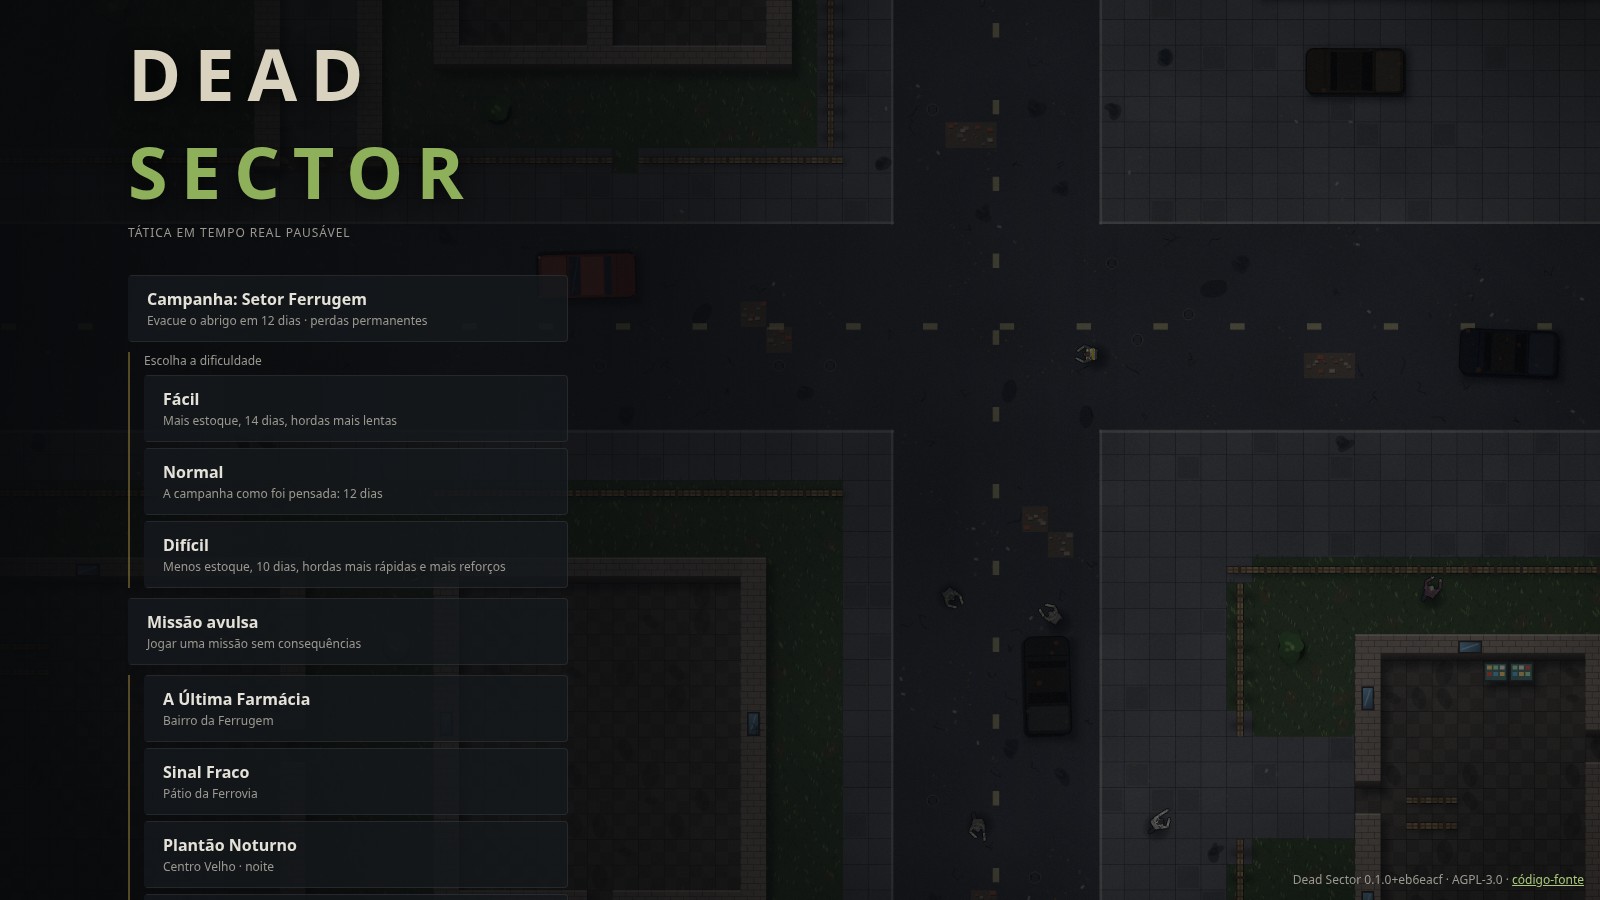 DEAD
SECTOR
TÁTICA EM TEMPO REAL PAUSÁVEL
Campanha: Setor Ferrugem
Evacue o abrigo em 12 dias · perdas permanentes
Escolha a dificuldade
Fácil
Mais estoque, 14 dias, hordas mais lentas
Normal
A campanha como foi pensada: 12 dias
Difícil
Menos estoque, 10 dias, hordas mais rápidas e mais reforços
Missão avulsa
Jogar uma missão sem consequências
A Última Farmácia
Bairro da Ferrugem
Sinal Fraco
Pátio da Ferrovia
Plantão Noturno
Centro Velho · noite
Dead Sector 0.1.0+eb6eacf · AGPL-3.0 · código-fonte